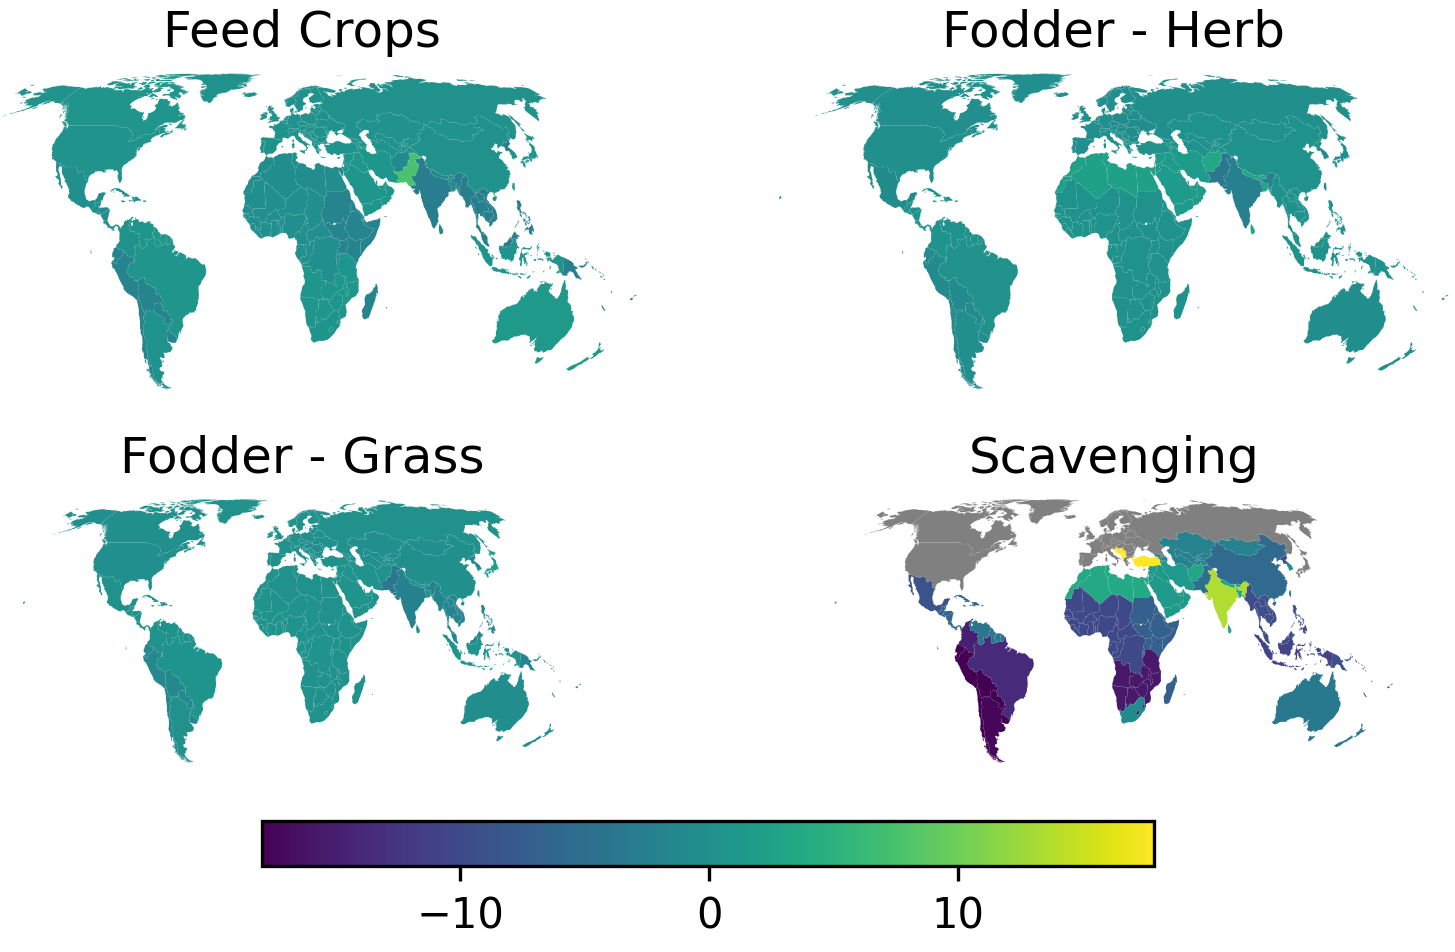 Feed Crops
Fodder - Herb
Fodder - Grass
Scavenging
−10
0
10